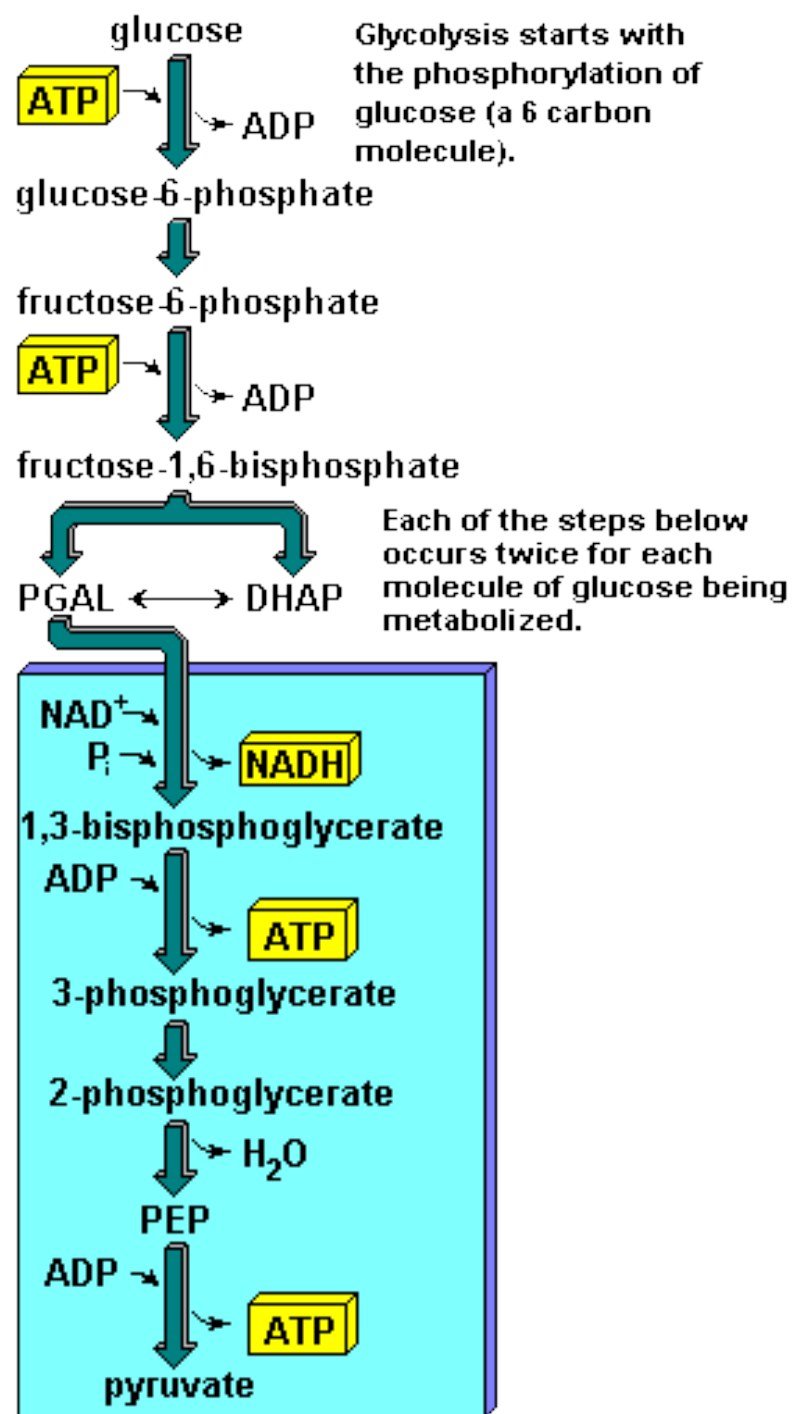 glucose
Glycolysis starts with
the phosphorylation of
glucose (a 6 carbon
molecule).
ATP
ADP
glucose-6-phosphate
fructose-6-phosphate
ATP
ADP
fructose-1,6-bisphosphate
Each of the steps below
occurs twice for each
molecule of glucose being
metabolized.
PGAL DHAP
NAD⁺
Pᵢ
NADH
1,3-bisphosphoglycerate
ADP
ATP
3-phosphoglycerate
2-phosphoglycerate
H₂O
PEP
ADP
ATP
pyruvate